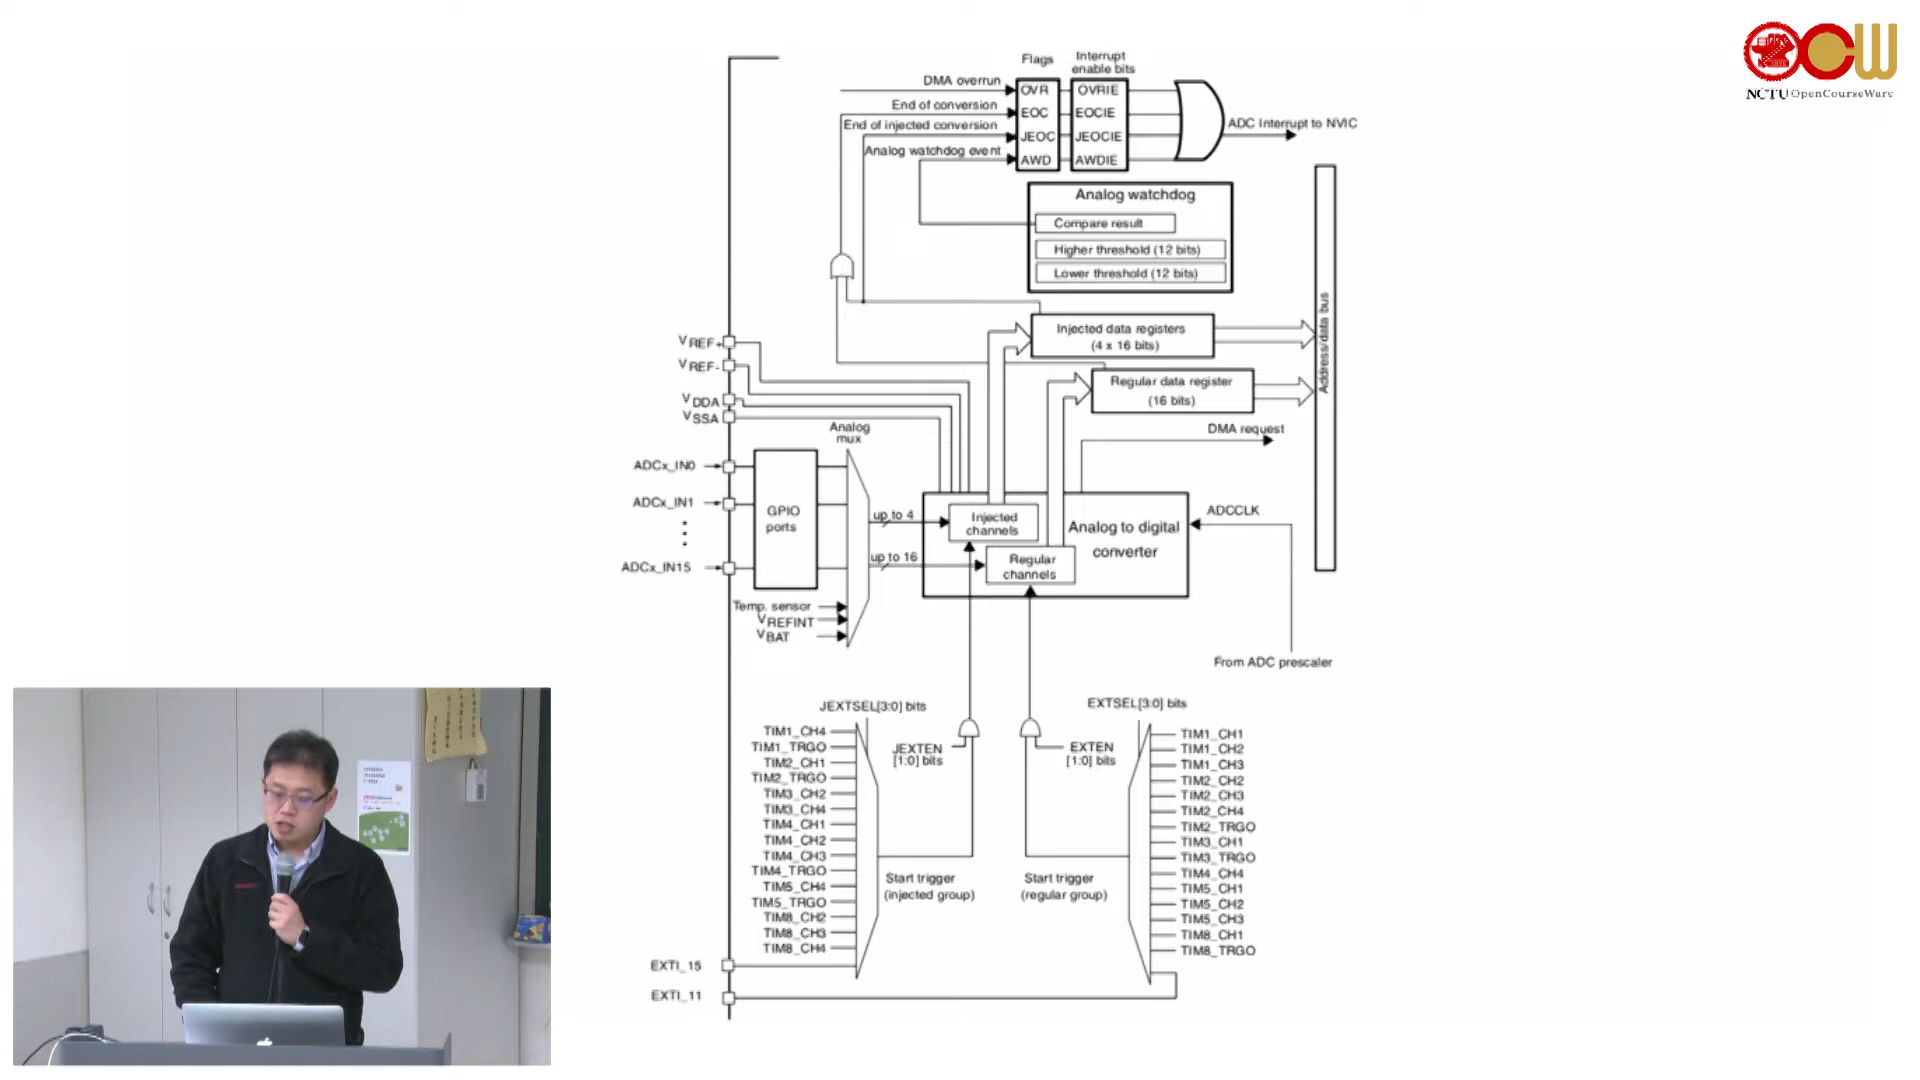 NCTU OpenCourseWare
Flags
Interrupt
enable bits
DMA overrun
OVR
OVRIE
End of conversion
EOC
EOCIE
End of injected conversion
JEOC
JEOCIE
ADC Interrupt to NVIC
Analog watchdog event
AWD
AWDIE
Analog watchdog
Compare result
Higher threshold (12 bits)
Lower threshold (12 bits)
Address/data bus
Injected data registers
(4 x 16 bits)
Regular data register
(16 bits)
DMA request
VREF+
VREF-
VDDA
VSSA
Analog
mux
ADCx_IN0
ADCx_IN1
ADCx_IN15
GPIO
ports
up to 4
up to 16
Injected
channels
Regular
channels
Analog to digital
converter
ADCCLK
Temp. sensor
VREFINT
VBAT
From ADC prescaler
JEXTSEL[3:0] bits
EXTSEL[3:0] bits
TIM1_CH4
TIM1_TRGO
TIM2_CH1
TIM2_TRGO
TIM3_CH2
TIM3_CH4
TIM4_CH1
TIM4_CH2
TIM4_CH3
TIM4_TRGO
TIM5_CH4
TIM5_TRGO
TIM8_CH2
TIM8_CH3
TIM8_CH4
JEXTEN
[1:0] bits
EXTEN
[1:0] bits
Start trigger
(injected group)
Start trigger
(regular group)
TIM1_CH1
TIM1_CH2
TIM1_CH3
TIM2_CH2
TIM2_CH3
TIM2_CH4
TIM2_TRGO
TIM3_CH1
TIM3_TRGO
TIM4_CH4
TIM5_CH1
TIM5_CH2
TIM5_CH3
TIM8_CH1
TIM8_TRGO
EXTI_15
EXTI_11